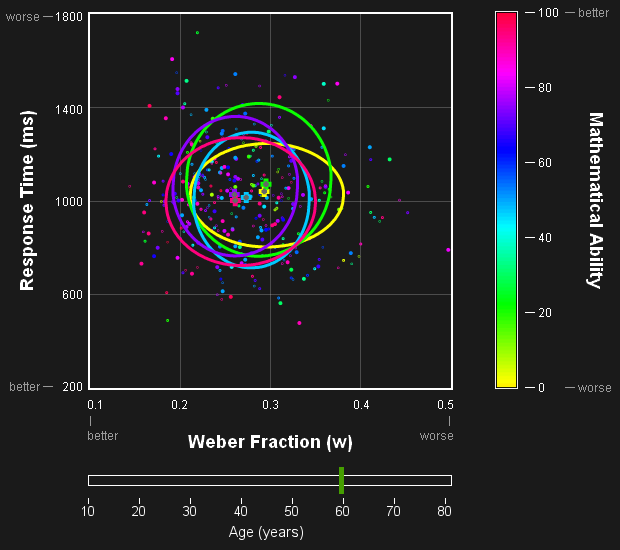 worse
1800
1400
1000
600
better
200
Response Time (ms)
0.1 0.2 0.3 0.4 0.5
better
worse
Weber Fraction (w)
10 20 30 40 50 60 70 80
Age (years)
100
better
80
60
40
20
0
worse
Mathematical Ability